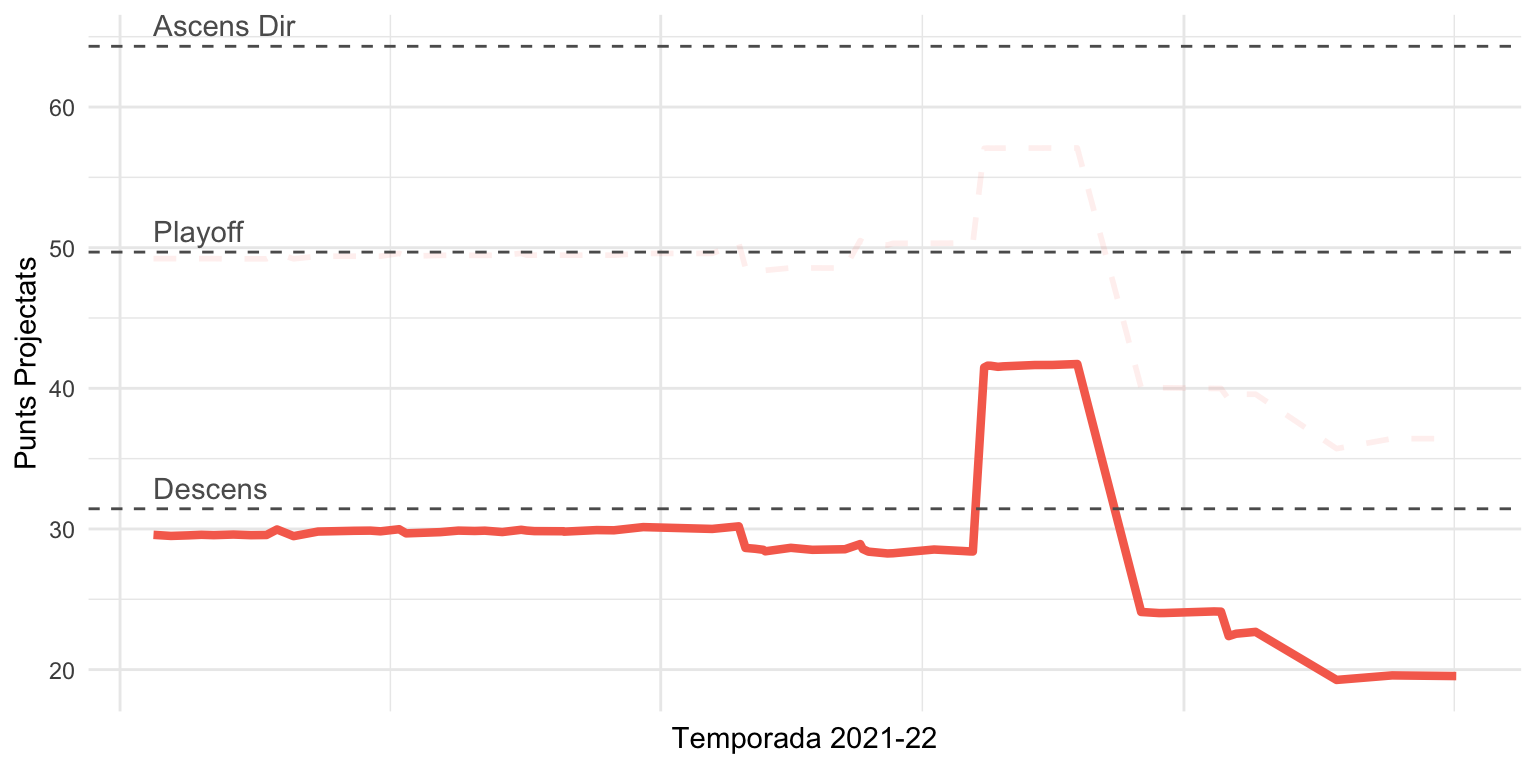 Ascens Dir
60
Playoff
50
40
Descens
30
20
Punts Projectats
Temporada 2021-22